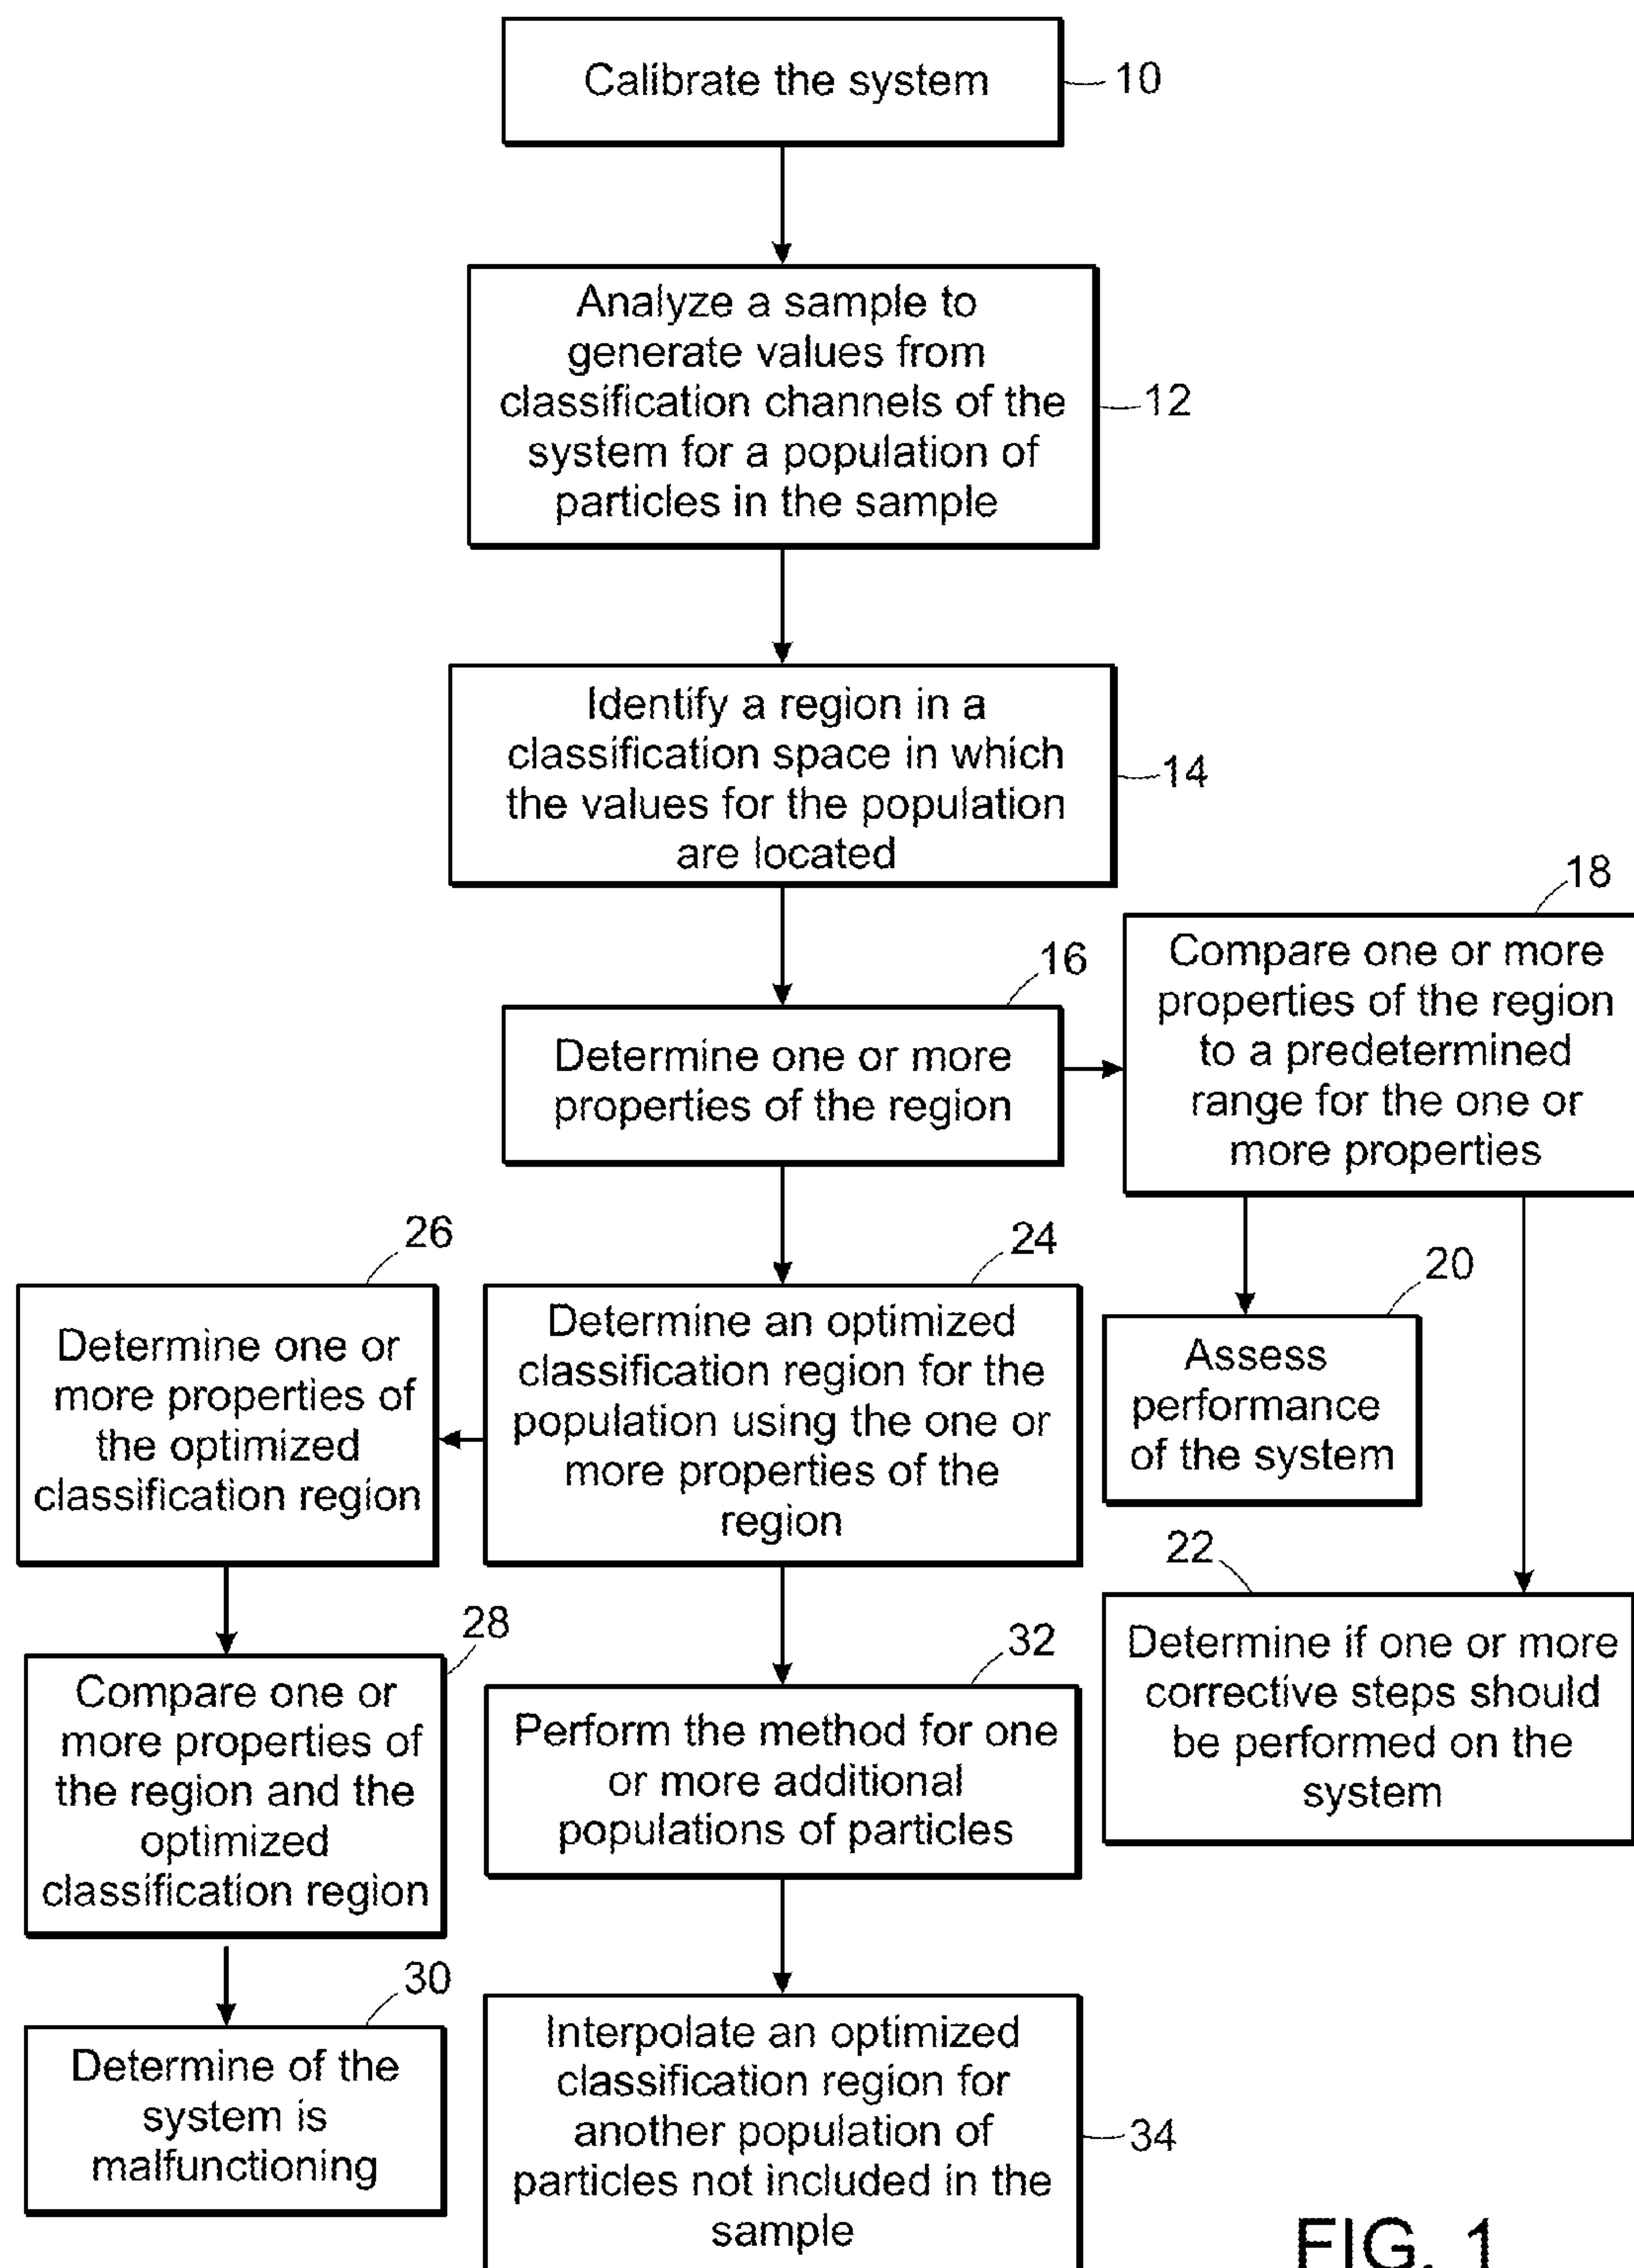 Calibrate the system
10
Analyze a sample to
generate values from
classification channels of the
system for a population of
particles in the sample
12
Identify a region in a
classification space in which
the values for the population
are located
14
16
Determine one or more
properties of the region
18
Compare one or more
properties of the region
to a predetermined
range for the one or
more properties
20
Assess
performance
of the system
22
Determine if one or more
corrective steps should
be performed on the
system
24
Determine an optimized
classification region for the
population using the one or
more properties of the
region
26
Determine one or
more properties of
the optimized
classification region
28
Compare one or
more properties of
the region and the
optimized
classification region
30
Determine of the
system is
malfunctioning
32
Perform the method for one
or more additional
populations of particles
Interpolate an optimized
classification region for
another population of
particles not included in the
sample
34
FIG. 1